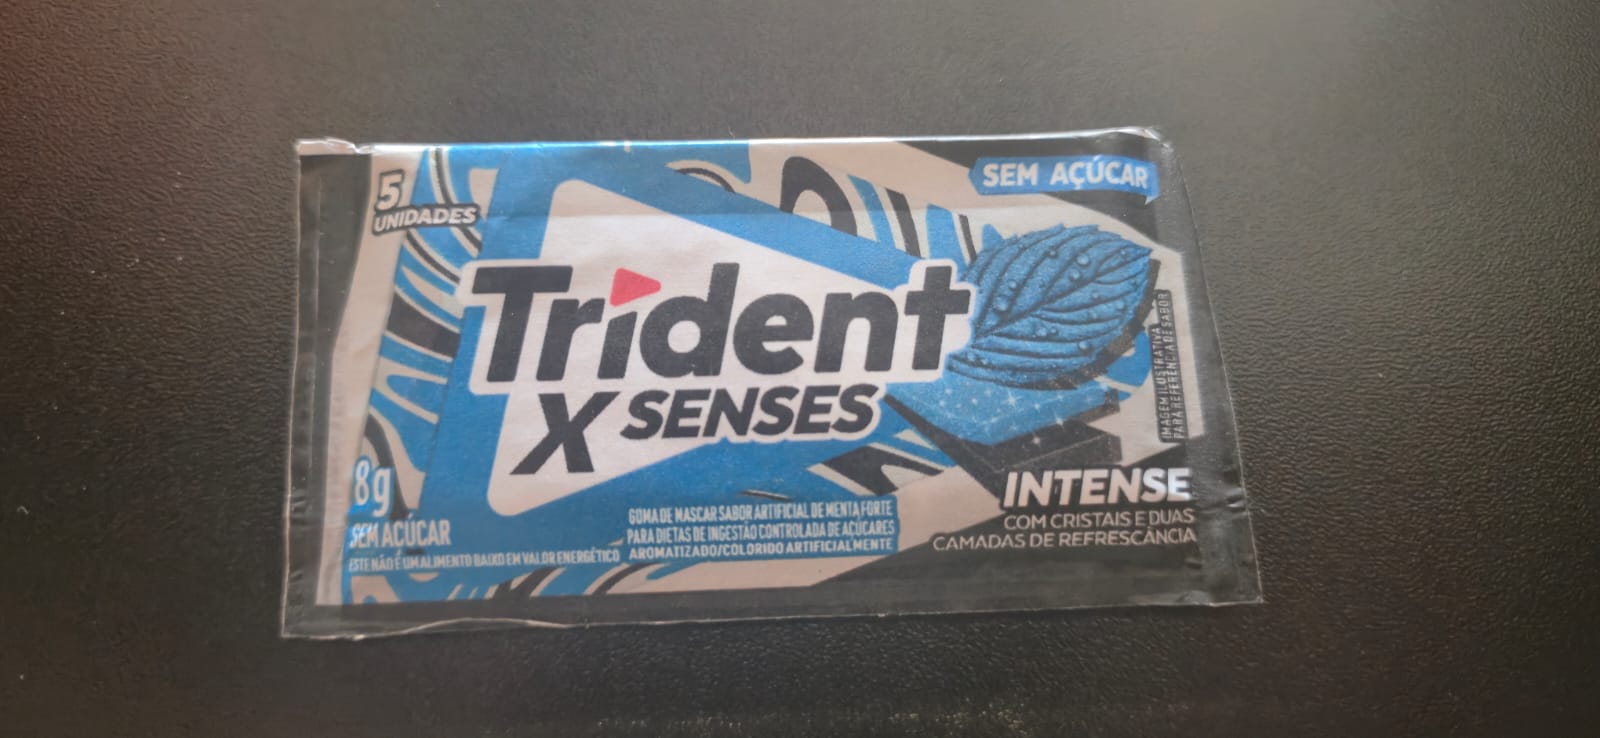 5
UNIDADES
SEM AÇÚCAR
Trident
X SENSES
IMAGEM ILUSTRATIVA
PARA REFERÊNCIA DE SABOR
8g
SEM AÇÚCAR
ESTE NÃO É UM ALIMENTO BAIXO EM VALOR ENERGÉTICO
GOMA DE MASCAR SABOR ARTIFICIAL DE MENTA FORTE
PARA DIETAS DE INGESTÃO CONTROLADA DE AÇÚCARES
AROMATIZADO/COLORIDO ARTIFICIALMENTE
INTENSE
COM CRISTAIS E DUAS
CAMADAS DE REFRESCÂNCIA